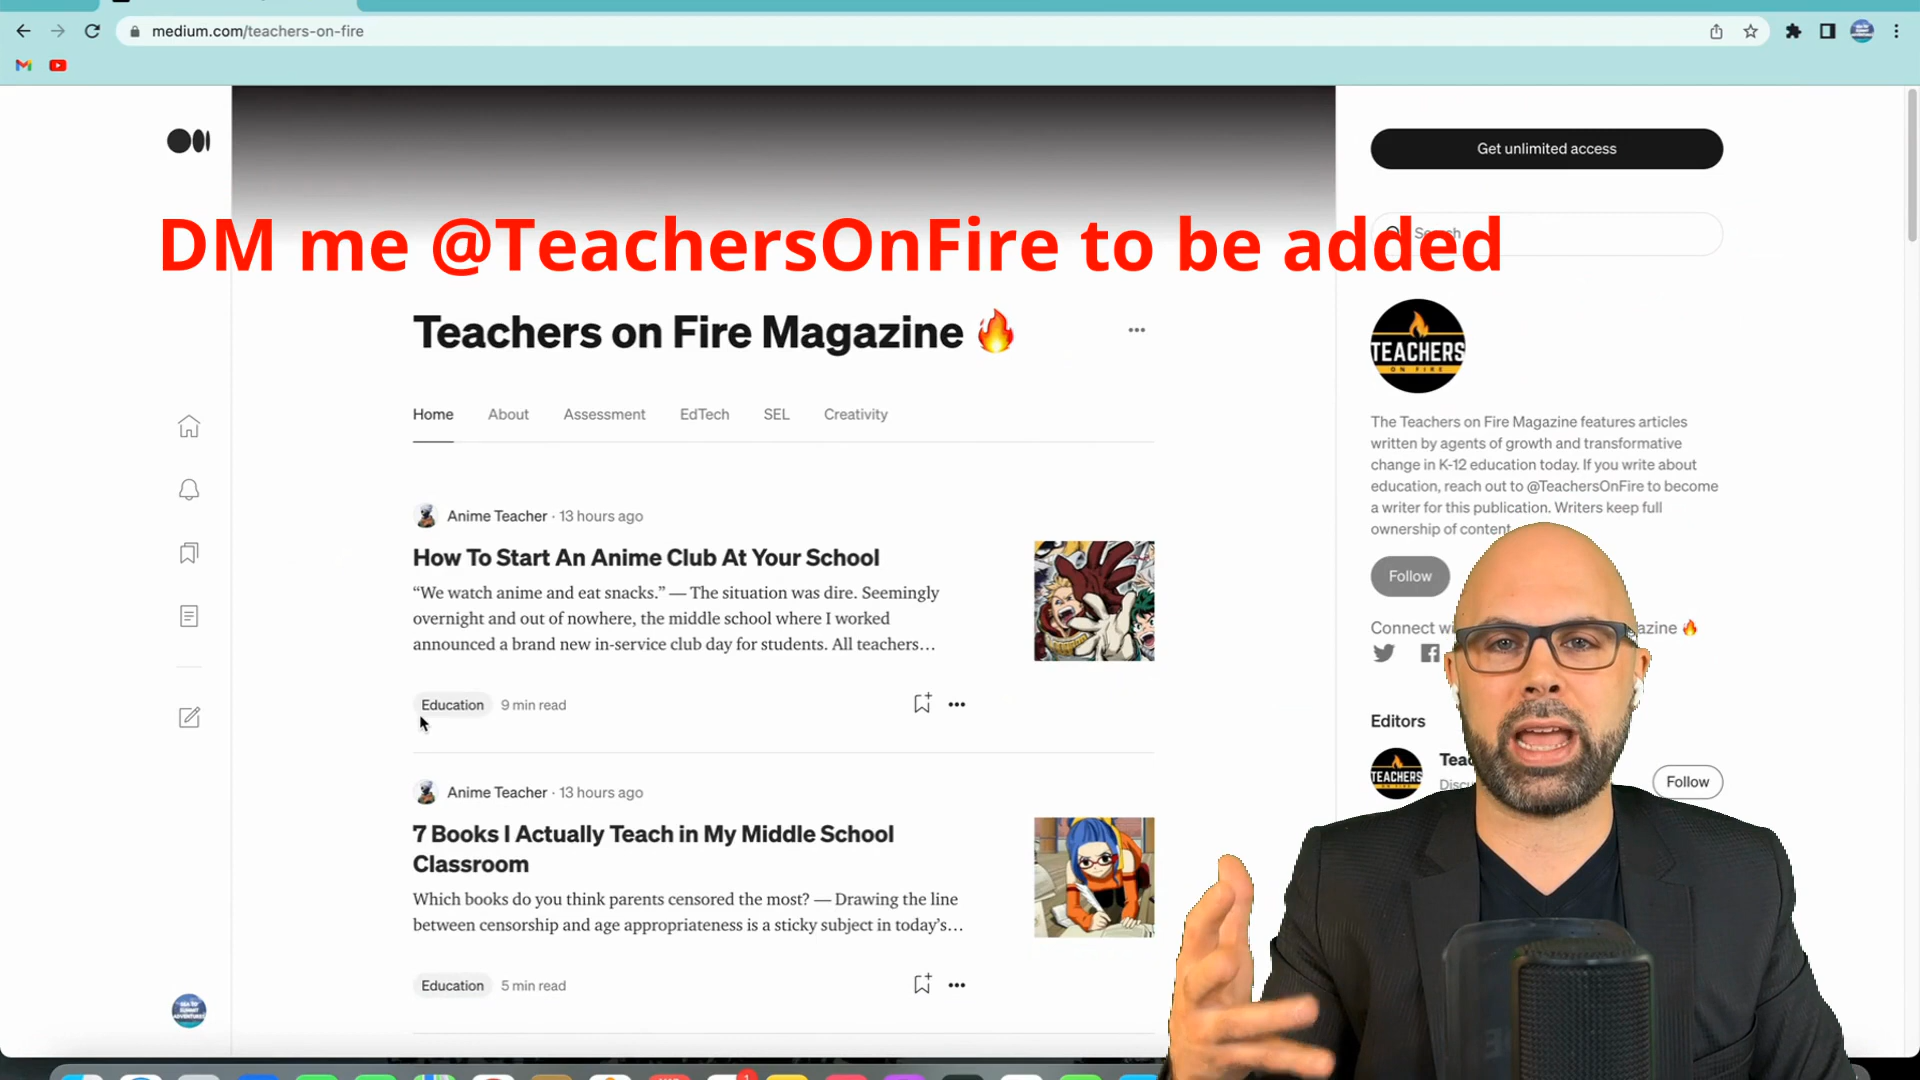 medium.com/teachers-on-fire
Get unlimited access
DM me @TeachersOnFire to be added
Search
Teachers on Fire Magazine 🔥
TEACHERS
ON FIRE
Home About Assessment EdTech SEL Creativity
The Teachers on Fire Magazine features articles
written by agents of growth and transformative
change in K-12 education today. If you write about
education, reach out to @TeachersOnFire to become
a writer for this publication. Writers keep full
ownership of content.
Follow
Anime Teacher · 13 hours ago
How To Start An Anime Club At Your School
“We watch anime and eat snacks.” — The situation was dire. Seemingly
overnight and out of nowhere, the middle school where I worked
announced a brand new in-service club day for students. All teachers…
Education 9 min read
Connect
Editors
TEACHERS
Follow
Anime Teacher · 13 hours ago
7 Books I Actually Teach in My Middle School
Classroom
Which books do you think parents censored the most? — Drawing the line
between censorship and age appropriateness is a sticky subject in today’s…
Education 5 min read